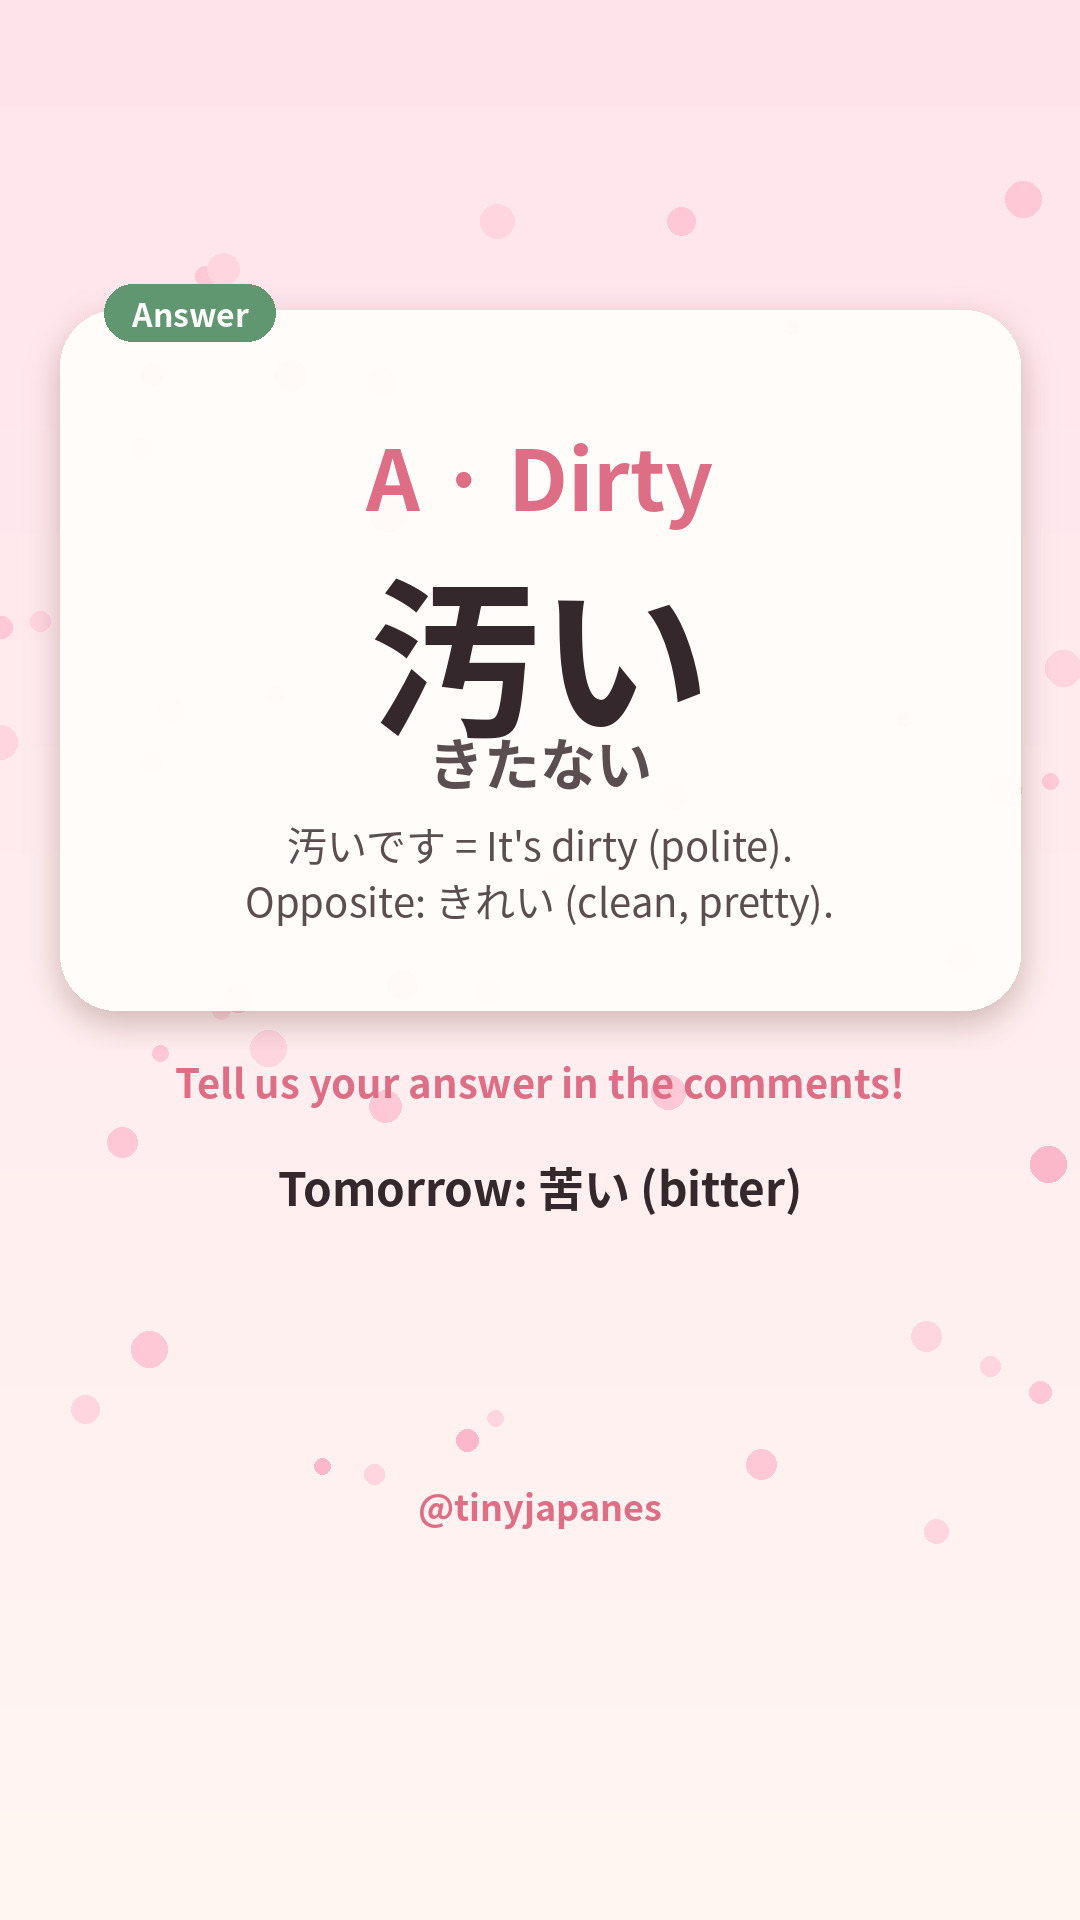 Answer
A・Dirty
汚い
きたない
汚いです = It's dirty (polite).
Opposite: きれい (clean, pretty).
Tell us your answer in the comments!
Tomorrow: 苦い (bitter)
@tinyjapanes